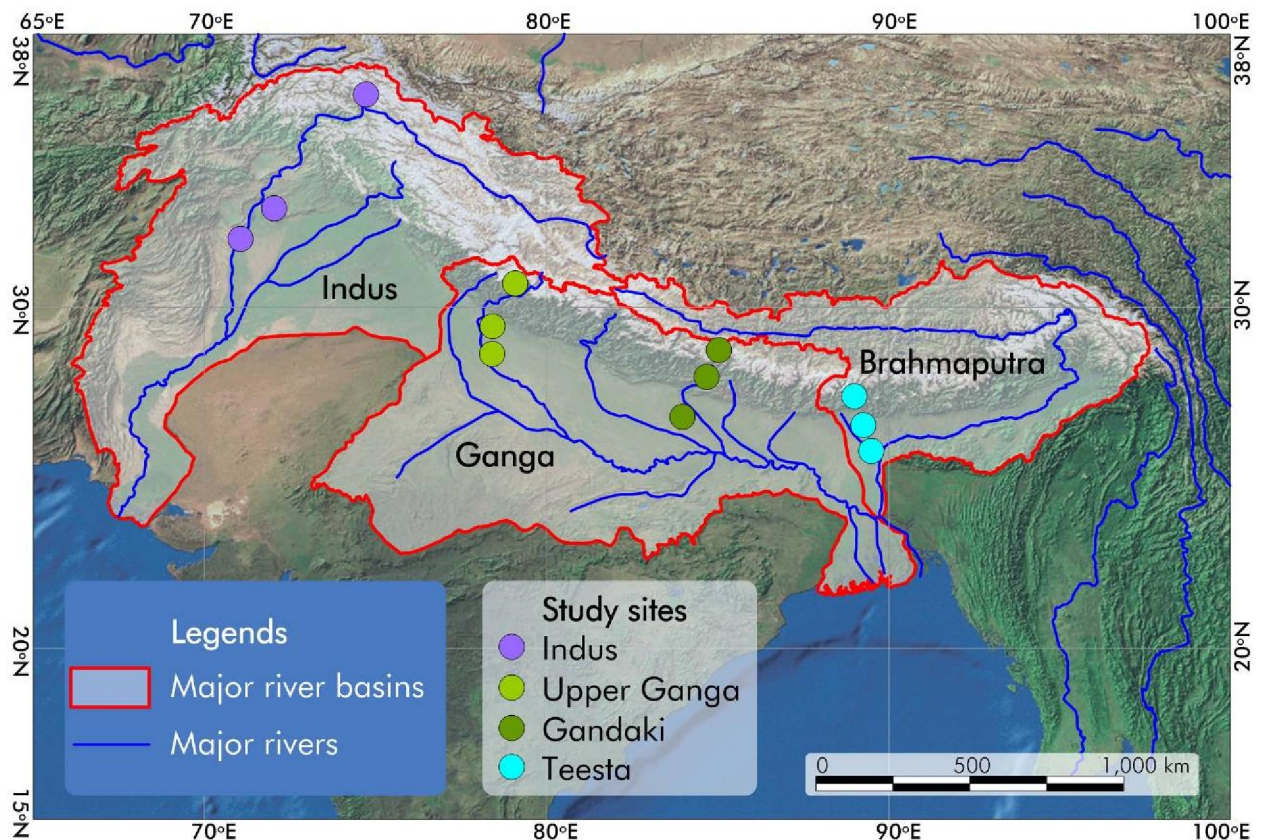 65°E
70°E
80°E
90°E
100°E
38°N
38°N
Indus
30°N
30°N
Brahmaputra
Ganga
Legends
Major river basins
Major rivers
Study sites
Indus
Upper Ganga
Gandaki
Teesta
20°N
20°N
0 500 1,000 km
15°N
15°N
70°E
80°E
90°E
100°E